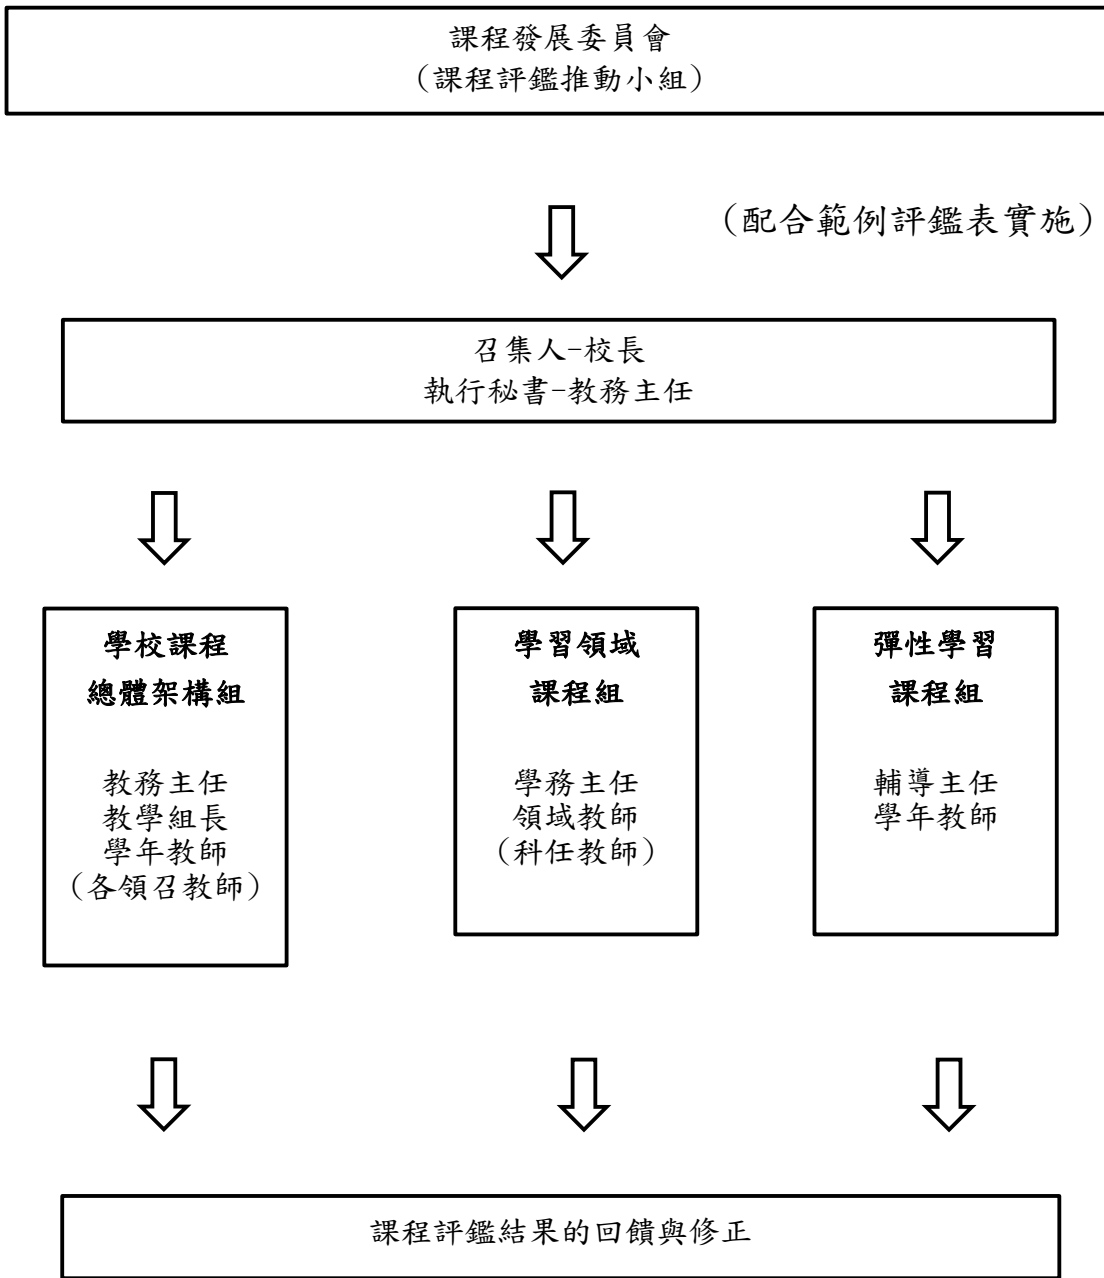 課程發展委員會
(課程評鑑推動小組)
(配合範例評鑑表實施)
召集人-校長
執行秘書-教務主任
學校課程
總體架構組
教務主任
教學組長
學年教師
(各領召教師)
學習領域
課程組
學務主任
領域教師
(科任教師)
彈性學習
課程組
輔導主任
學年教師
課程評鑑結果的回饋與修正